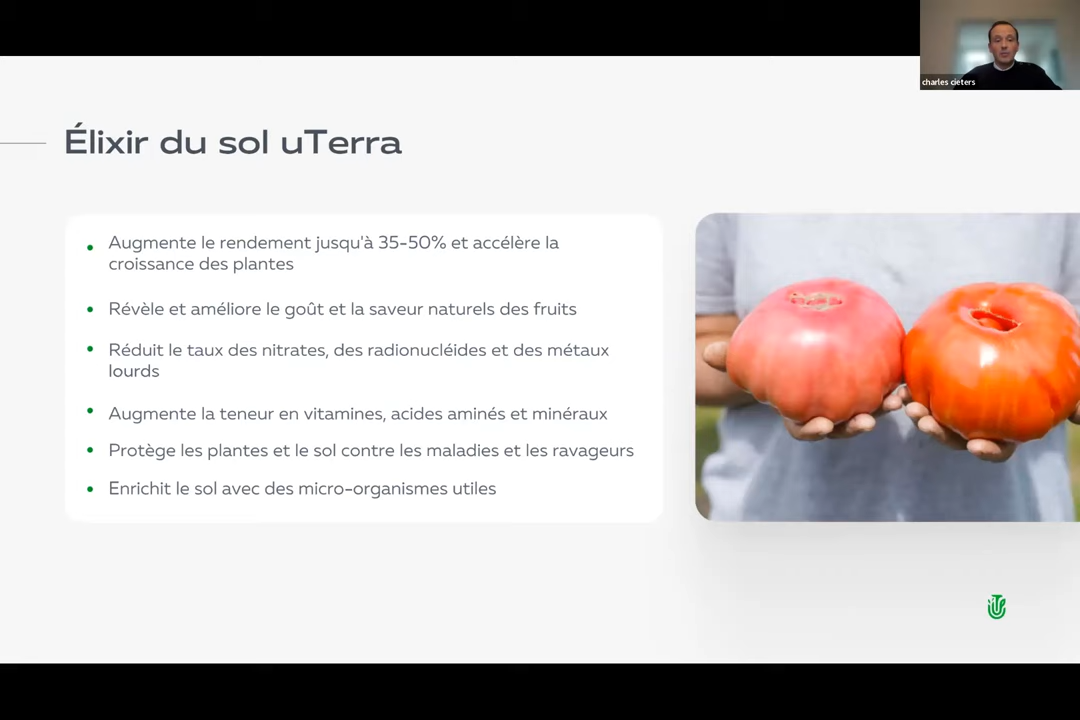 charles cieters
Élixir du sol uTerra
Augmente le rendement jusqu'à 35-50% et accélère la
croissance des plantes
Révèle et améliore le goût et la saveur naturels des fruits
Réduit le taux des nitrates, des radionucléides et des métaux
lourds
Augmente la teneur en vitamines, acides aminés et minéraux
Protège les plantes et le sol contre les maladies et les ravageurs
Enrichit le sol avec des micro-organismes utiles